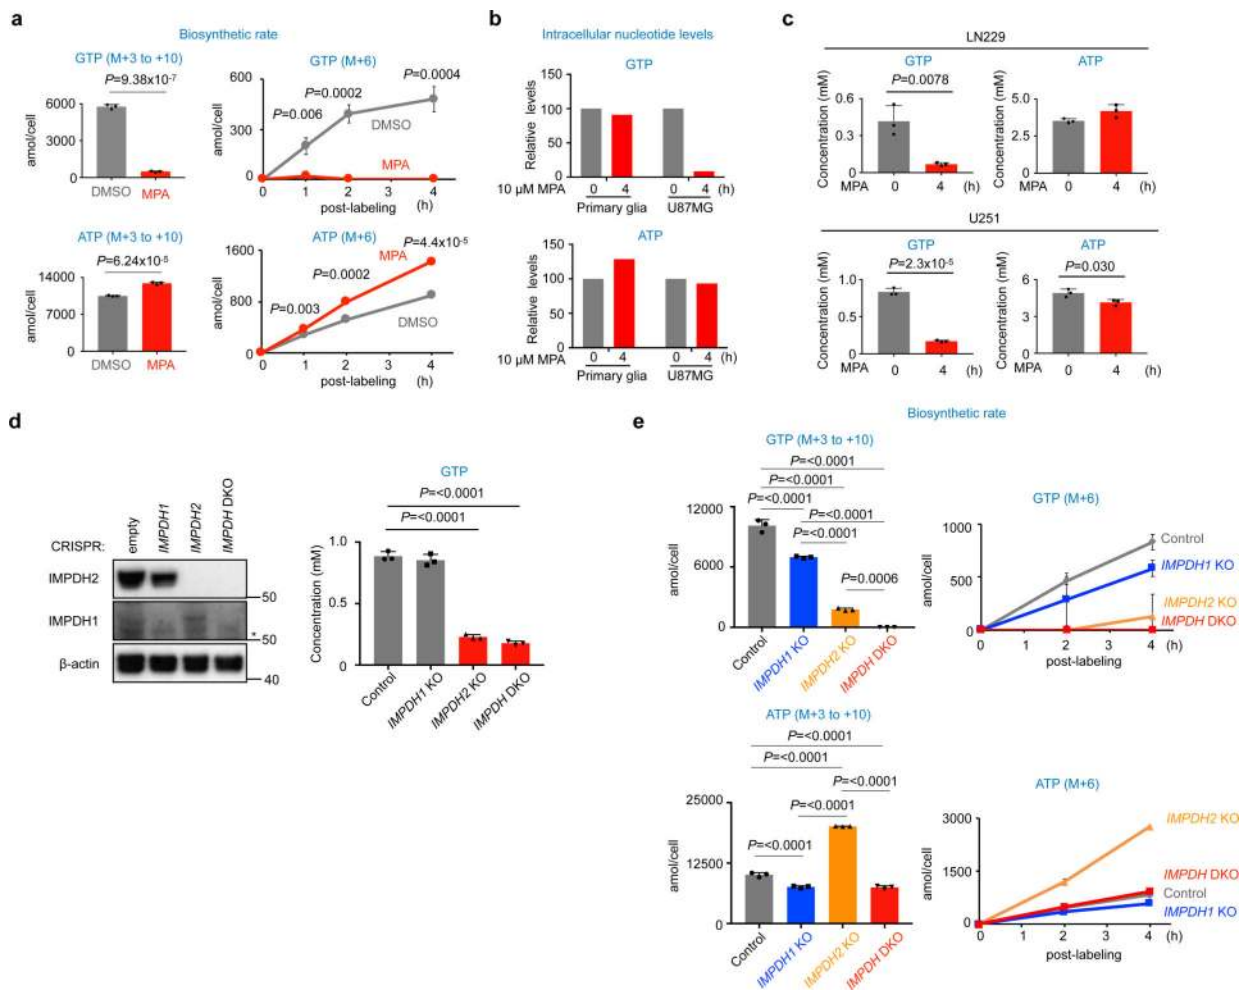 a
Biosynthetic rate
GTP (M+3 to +10)
P=9.38x10-7
6000
3000
0
amol/cell
DMSO
MPA
GTP (M+6)
P=0.0004
P=0.0002
P=0.006
600
300
0
amol/cell
DMSO
MPA
0 1 2 3 4 (h)
post-labeling
ATP (M+3 to +10)
P=6.24x10-5
14000
7000
0
amol/cell
DMSO
MPA
ATP (M+6)
P=4.4x10-5
P=0.0002
P=0.003
1600
800
0
amol/cell
MPA
DMSO
0 1 2 3 4 (h)
post-labeling
b
Intracellular nucleotide levels
GTP
150
100
50
0
Relative levels
10 µM MPA 0 4 0 4 (h)
Primary glia U87MG
ATP
150
100
50
0
Relative levels
10 µM MPA 0 4 0 4 (h)
Primary glia U87MG
c
LN229
GTP
P=0.0078
0.6
0.3
0
Concentration (mM)
MPA 0 4 (h)
ATP
5.0
2.5
0
Concentration (mM)
0 4 (h)
U251
GTP
P=2.3x10-5
1.0
0.5
0
Concentration (mM)
MPA 0 4 (h)
ATP
P=0.030
6
3
0
Concentration (mM)
0 4 (h)
d
CRISPR:
empty
IMPDH1
IMPDH2
IMPDH DKO
IMPDH2
50
IMPDH1
*
50
β-actin
40
GTP
P=<0.0001
P=<0.0001
1.0
0.5
0
Concentration (mM)
Control
IMPDH1 KO
IMPDH2 KO
IMPDH DKO
e
Biosynthetic rate
GTP (M+3 to +10)
P=<0.0001
P=<0.0001
P=<0.0001
P=<0.0001
P=<0.0001
P=0.0006
12000
6000
0
amol/cell
Control
IMPDH1 KO
IMPDH2 KO
IMPDH DKO
GTP (M+6)
1000
500
0
amol/cell
Control
IMPDH1 KO
IMPDH2 KO
IMPDH DKO
0 1 2 3 4 (h)
post-labeling
ATP (M+3 to +10)
P=<0.0001
P=<0.0001
P=<0.0001
P=<0.0001
P=<0.0001
25000
12500
0
amol/cell
Control
IMPDH1 KO
IMPDH2 KO
IMPDH DKO
ATP (M+6)
3000
1500
0
amol/cell
IMPDH2 KO
IMPDH DKO
Control
IMPDH1 KO
0 1 2 3 4 (h)
post-labeling